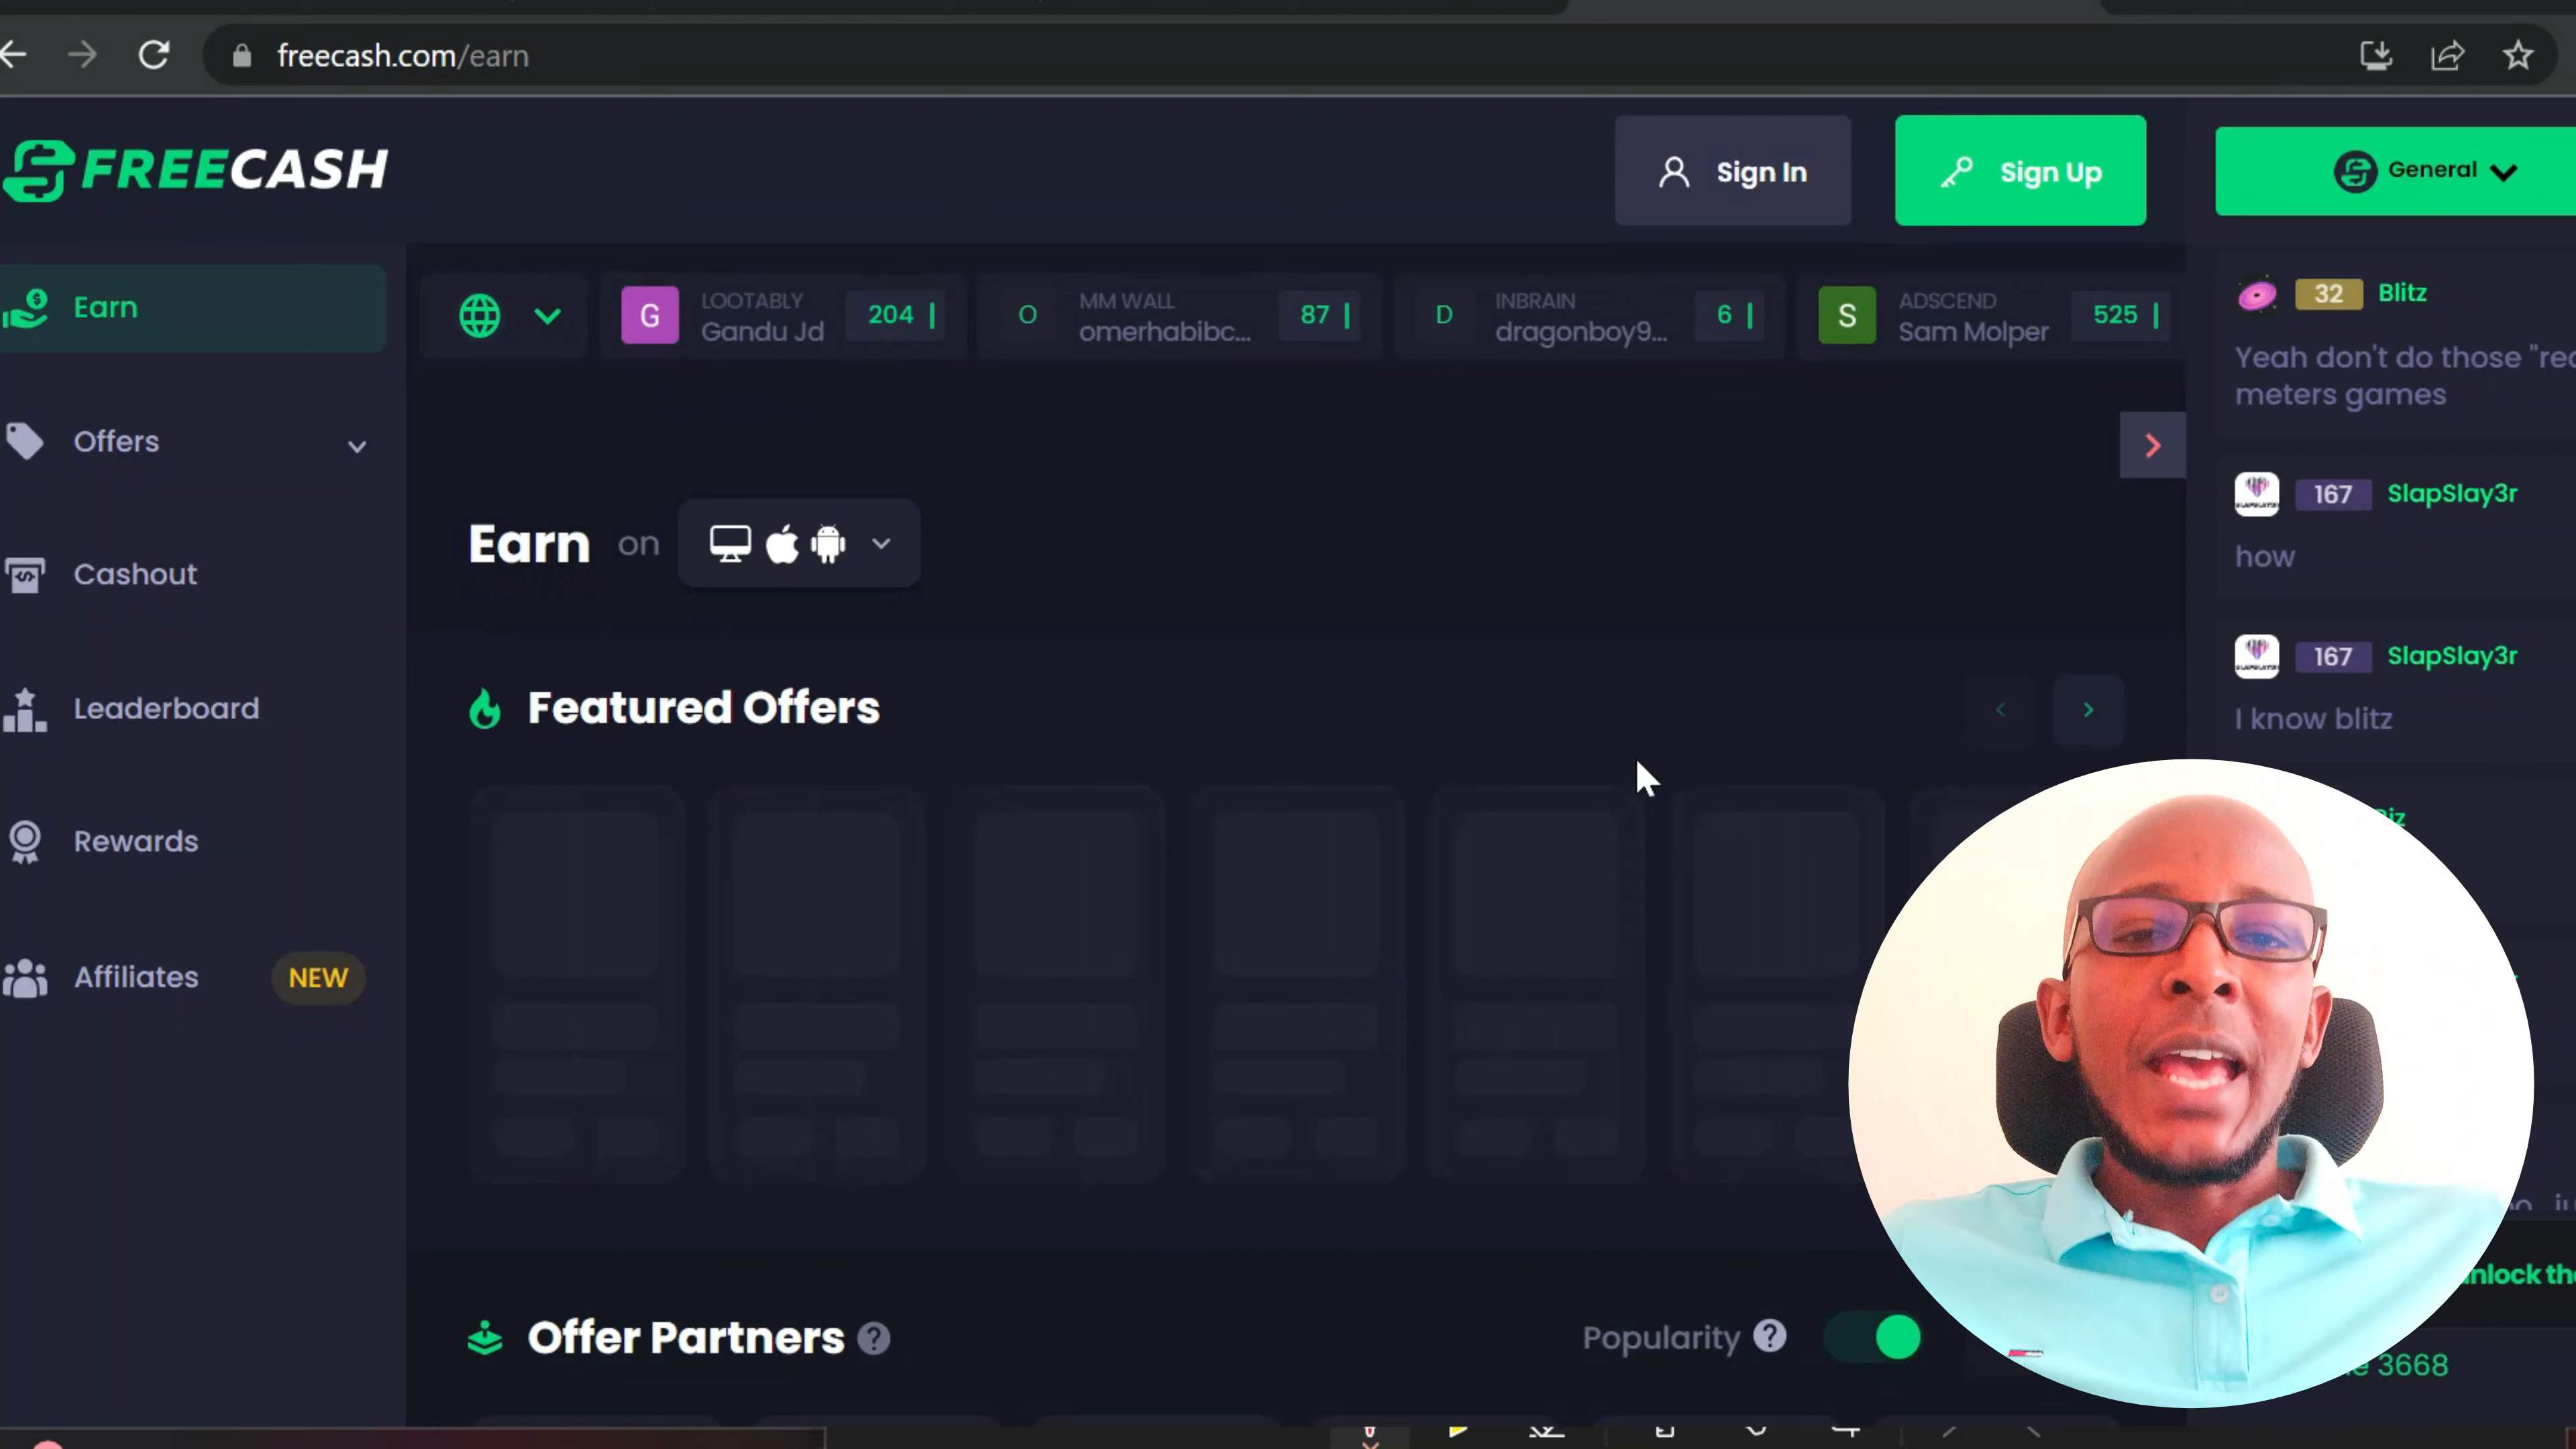 freecash.com/earn
FREECASH
Sign In
Sign Up
General
Earn
Offers
Cashout
Leaderboard
Rewards
Affiliates NEW
G
LOOTABLY
Gandu Jd
204
O
MM WALL
omerhabibc...
87
D
INBRAIN
dragonboy9...
6
S
ADSCEND
Sam Molper
525
Earn on
Featured Offers
Offer Partners ?
Popularity ?
32 Blitz
Yeah don't do those
meters games
167 SlapSlay3r
how
167 SlapSlay3r
I know blitz
3668